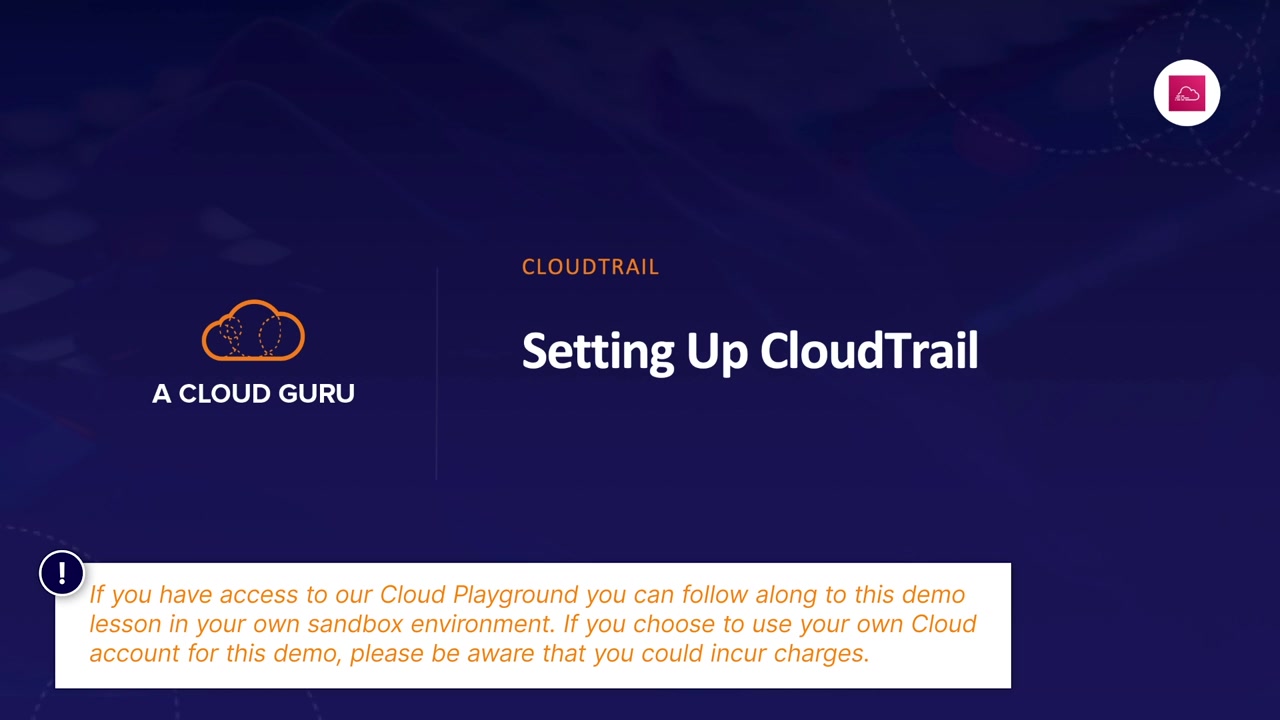 CLOUDTRAIL
Setting Up CloudTrail
A CLOUD GURU
!
If you have access to our Cloud Playground you can follow along to this demo
lesson in your own sandbox environment. If you choose to use your own Cloud
account for this demo, please be aware that you could incur charges.